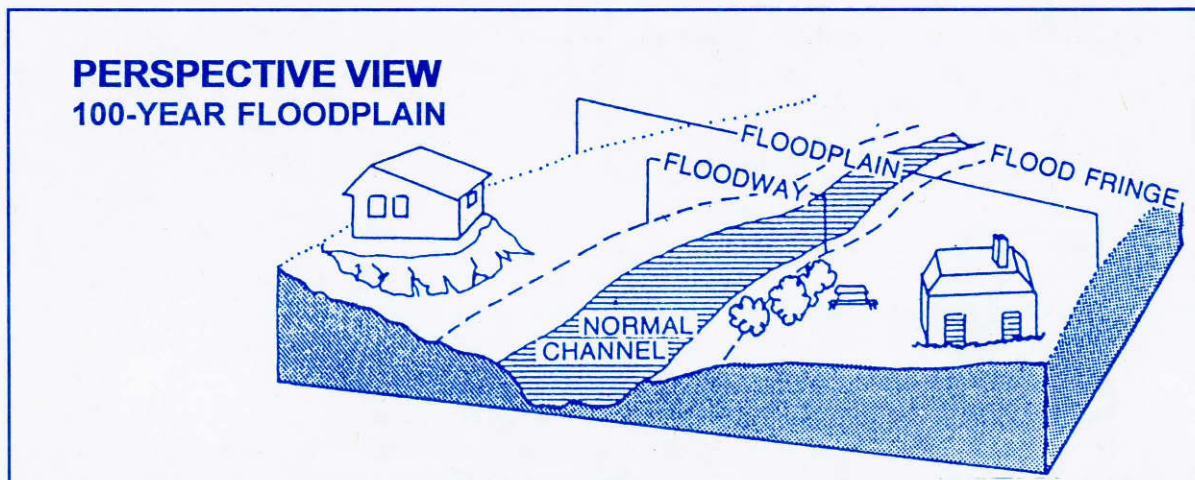 PERSPECTIVE VIEW
100-YEAR FLOODPLAIN
FLOODPLAIN
FLOODWAY
FLOOD FRINGE
NORMAL
CHANNEL